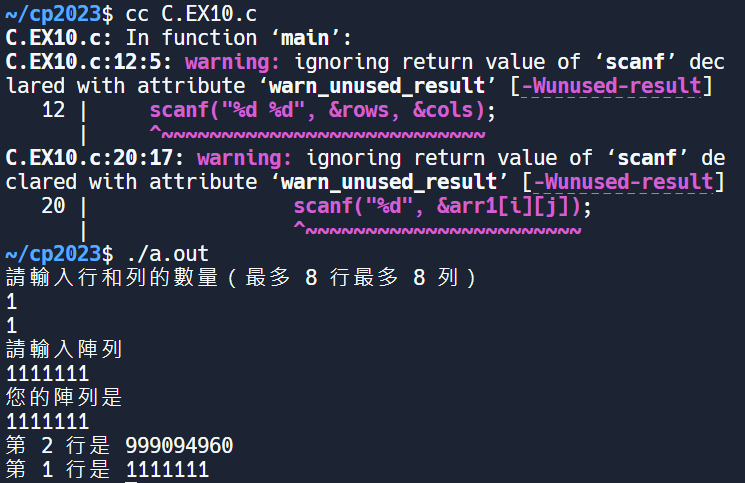 ~/cp2023$ cc C.EX10.c
C.EX10.c: In function ‘main’:
C.EX10.c:12:5: warning: ignoring return value of ‘scanf’ dec
lared with attribute ‘warn_unused_result’ [-Wunused-result]
   12 |     scanf("%d %d", &rows, &cols);
      |     ^~~~~~~~~~~~~~~~~~~~~~~~~~~~
C.EX10.c:20:17: warning: ignoring return value of ‘scanf’ de
clared with attribute ‘warn_unused_result’ [-Wunused-result]
   20 |                 scanf("%d", &arr1[i][j]);
      |                 ^~~~~~~~~~~~~~~~~~~~~~~~
~/cp2023$ ./a.out
請輸入行和列的數量（最多 8 行最多 8 列）
1
1
請輸入陣列
1111111
您的陣列是
1111111
第 2 行是 999094960
第 1 行是 1111111